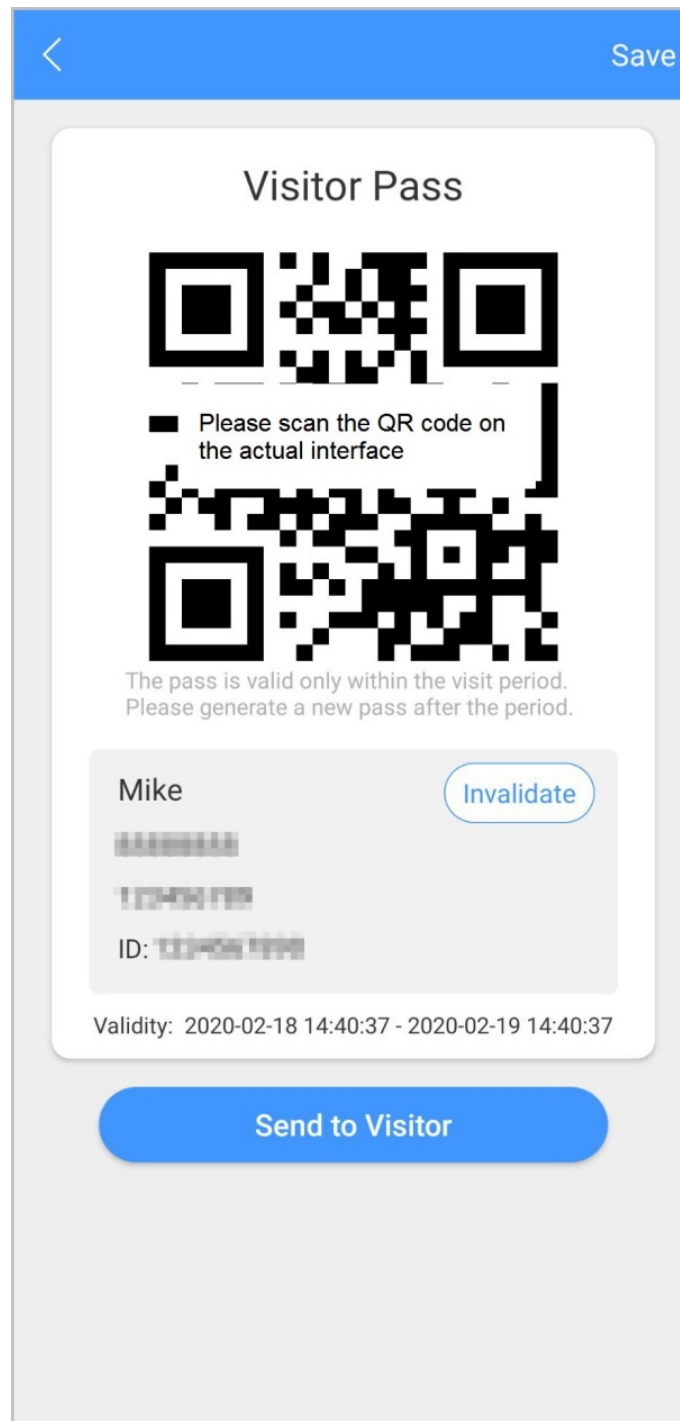 Save
Visitor Pass
Please scan the QR code on
the actual interface
The pass is valid only within the visit period.
Please generate a new pass after the period.
Mike
Invalidate
ID:
Validity: 2020-02-18 14:40:37 - 2020-02-19 14:40:37
Send to Visitor